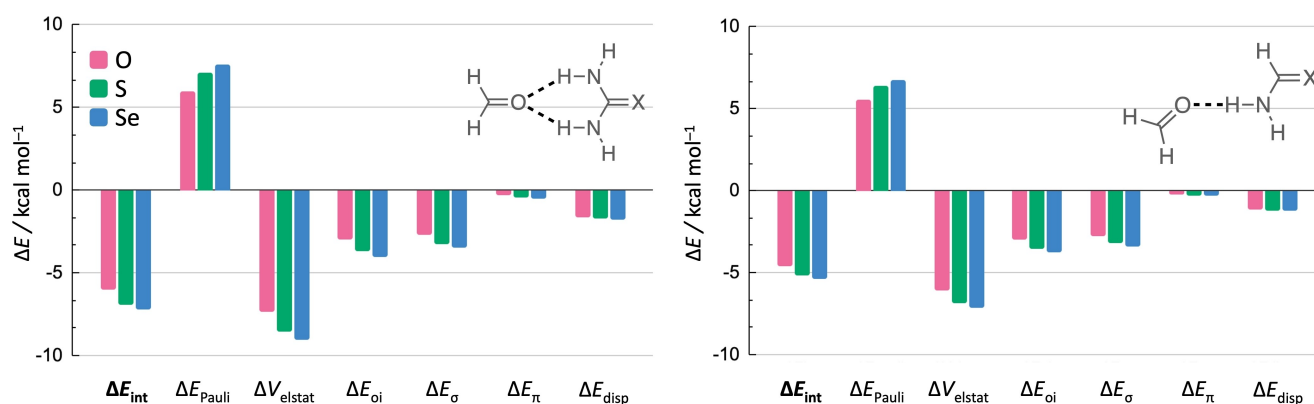 10
5
0
-5
-10
ΔE / kcal mol⁻¹
O
S
Se
H
H
O
H
H–N
X
H–N
H
ΔEint
ΔEPauli
ΔVelstat
ΔEoi
ΔEσ
ΔEπ
ΔEdisp
10
5
0
-5
-10
ΔE / kcal mol⁻¹
H
X
O
H–N
H
H
H
ΔEint
ΔEPauli
ΔVelstat
ΔEoi
ΔEσ
ΔEπ
ΔEdisp